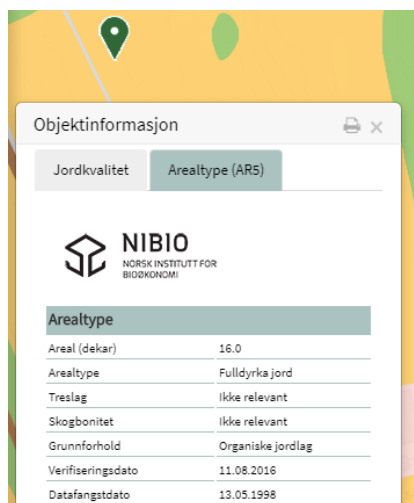 Objektinformasjon
Jordkvalitet Arealtype (AR5)
NIBIO
NORSK INSTITUTT FOR
BIOØKONOMI
Arealtype
Areal (dekar) 16.0
Arealtype Fulldyrka jord
Treslag Ikke relevant
Skogbonitet Ikke relevant
Grunnforhold Organiske jordlag
Verifiseringsdato 11.08.2016
Datafangstdato 13.05.1998